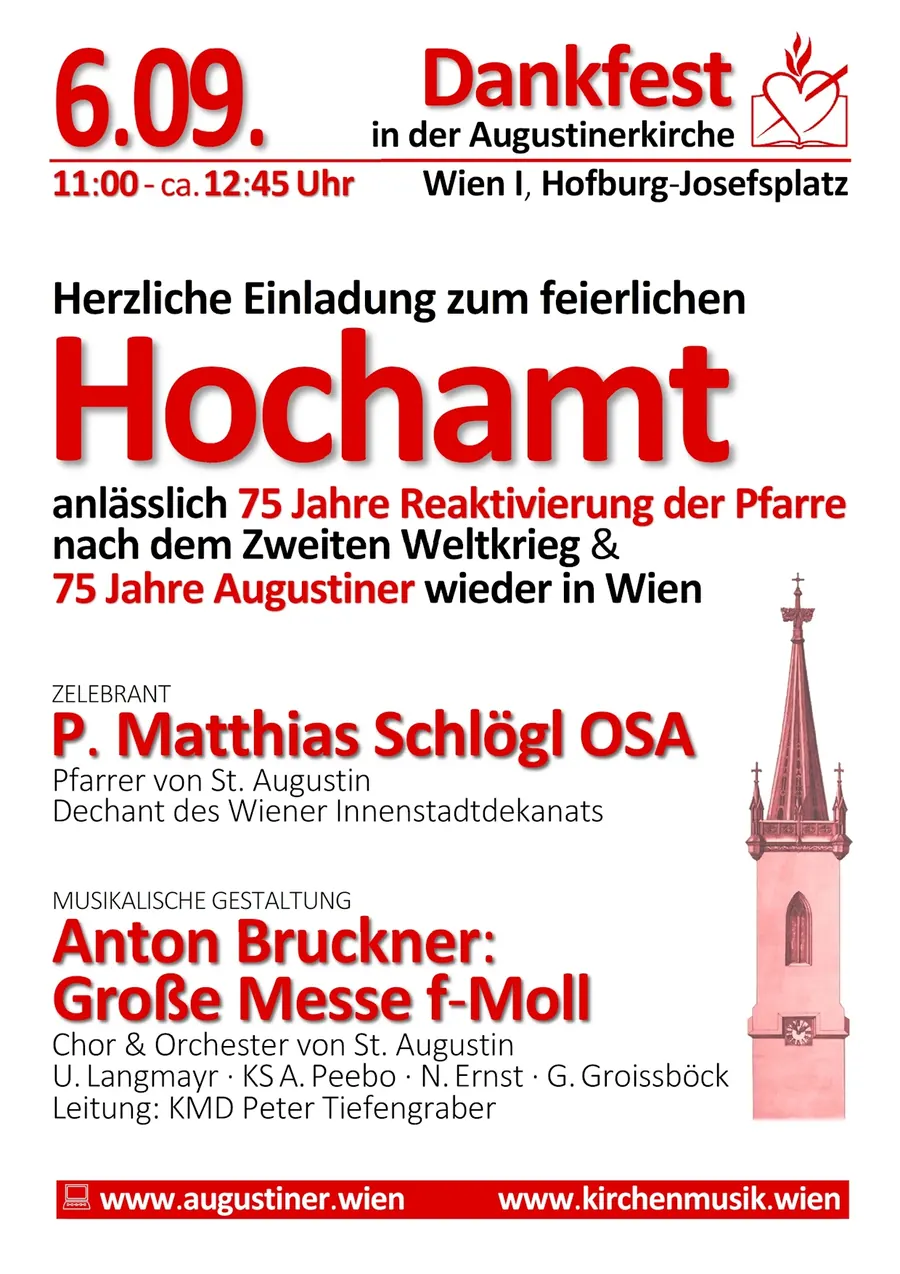 6.09.
Dankfest
in der Augustinerkirche
11:00 - ca. 12:45 Uhr
Wien I, Hofburg-Josefsplatz
Herzliche Einladung zum feierlichen
Hochamt
anlässlich 75 Jahre Reaktivierung der Pfarre
nach dem Zweiten Weltkrieg &
75 Jahre Augustiner wieder in Wien
ZELEBRANT
P. Matthias Schlögl OSA
Pfarrer von St. Augustin
Dechant des Wiener Innenstadtdekanats
MUSIKALISCHE GESTALTUNG
Anton Bruckner:
Große Messe f-Moll
Chor & Orchester von St. Augustin
U. Langmayr · KS A. Peebo · N. Ernst · G. Groissböck
Leitung: KMD Peter Tiefengraber
www.augustiner.wien
www.kirchenmusik.wien